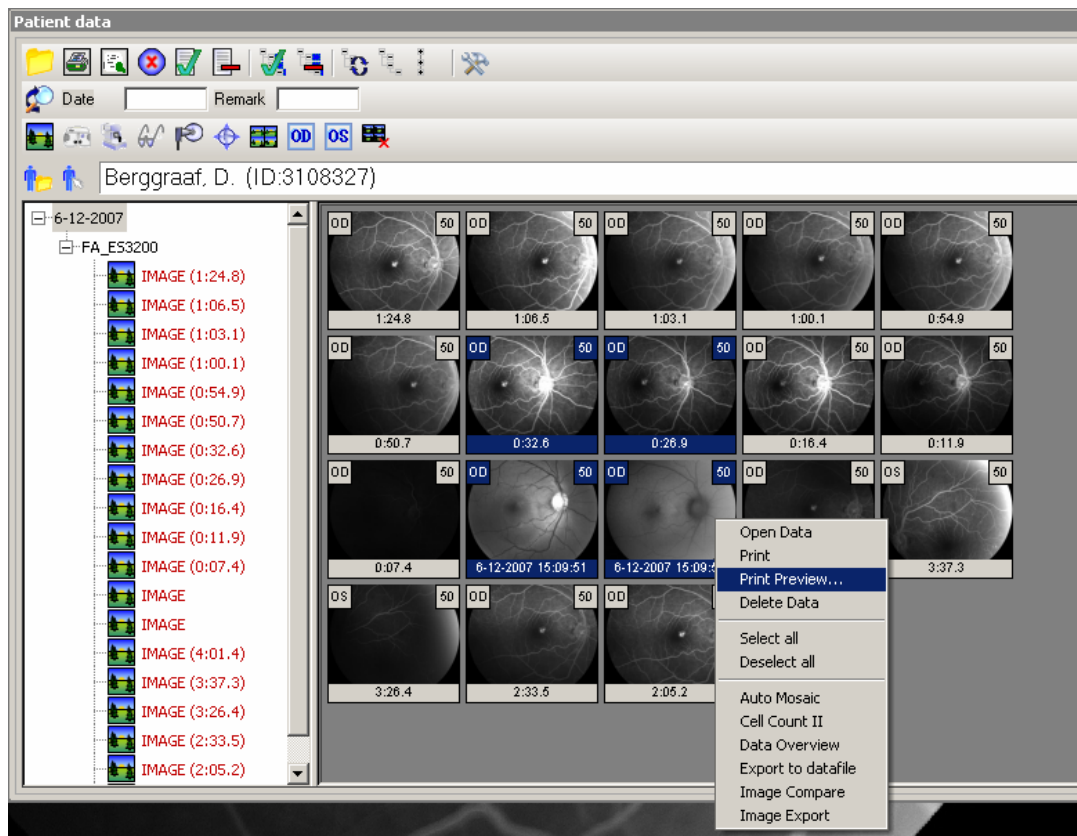 Patient data
Date Remark
OD OS
Berggraaf, D. (ID:3108327)
6-12-2007
FA_ES3200
IMAGE (1:24.8)
IMAGE (1:06.5)
IMAGE (1:03.1)
IMAGE (1:00.1)
IMAGE (0:54.9)
IMAGE (0:50.7)
IMAGE (0:32.6)
IMAGE (0:26.9)
IMAGE (0:16.4)
IMAGE (0:11.9)
IMAGE (0:07.4)
IMAGE
IMAGE
IMAGE (4:01.4)
IMAGE (3:37.3)
IMAGE (3:26.4)
IMAGE (2:33.5)
IMAGE (2:05.2)
OD 50 OD 50 OD 50 OD 50 OD 50
1:24.8 1:06.5 1:03.1 1:00.1 0:54.9
OD 50 OD 50 OD 50 OD 50 OD 50
0:50.7 0:32.6 0:26.9 0:16.4 0:11.9
OD 50 OD 50 OD 50 OD 50 OS 50
0:07.4 6-12-2007 15:09:51 6-12-2007 3:37.3
OS 50 OD 50 OD
3:26.4 2:33.5 2:05.2
Open Data
Print
Print Preview...
Delete Data
Select all
Deselect all
Auto Mosaic
Cell Count II
Data Overview
Export to datafile
Image Compare
Image Export